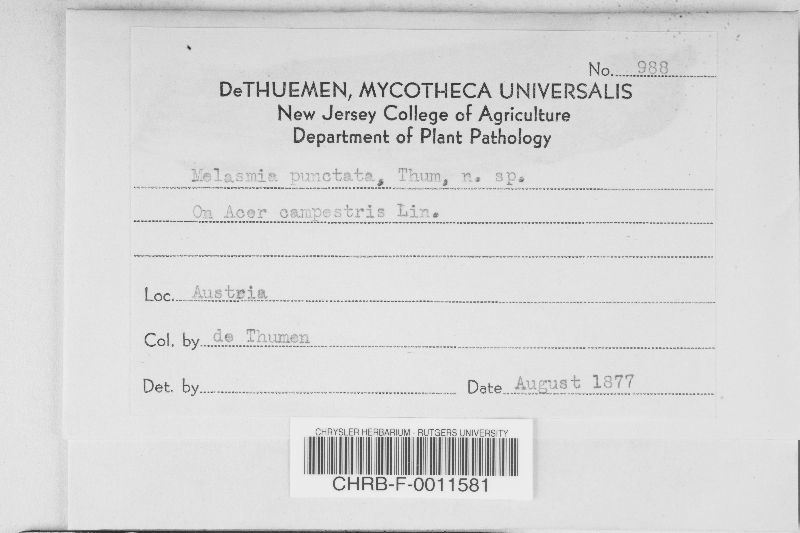 No. 988
DeTHUEMEN, MYCOTHECA UNIVERSALIS
New Jersey College of Agriculture
Department of Plant Pathology
Melasmia punctata, Thum, n. sp.
On Acer campestris Lin.
Loc. Austria
Col. by de Thumen
Det. by
Date August 1877
CHRYSLER HERBARIUM - RUTGERS UNIVERSITY
CHRB-F-0011581